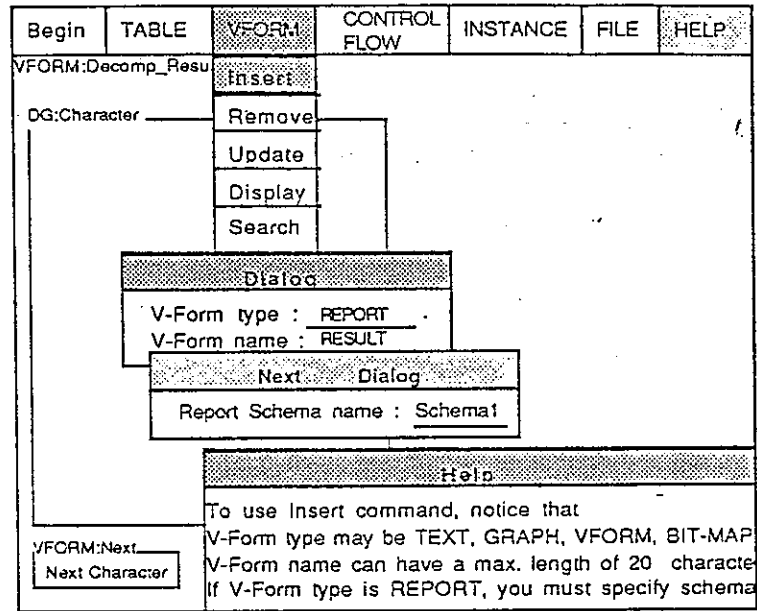 Begin TABLE VFORM CONTROL FLOW INSTANCE FILE HELP
VFORM:Decomp_Resu
Insert
DG:Character
Remove
Update
Display
Search
Dialog
V-Form type : REPORT
V-Form name : RESULT
Next Dialog
Report Schema name : Schema1
Help
To use Insert command, notice that
V-Form type may be TEXT, GRAPH, VFORM, BIT-MAP
V-Form name can have a max. length of 20 characte
If V-Form type is REPORT, you must specify schema
VFORM:Next
Next Character